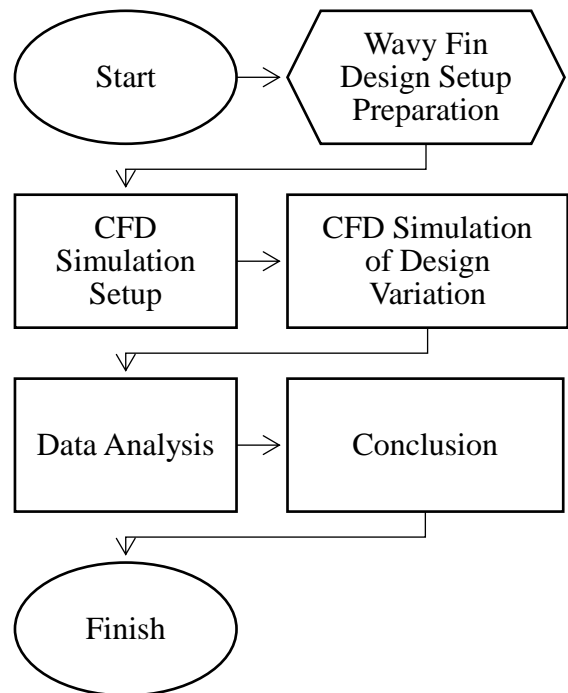 Start
Wavy Fin
Design Setup
Preparation
CFD
Simulation
Setup
CFD Simulation
of Design
Variation
Data Analysis
Conclusion
Finish